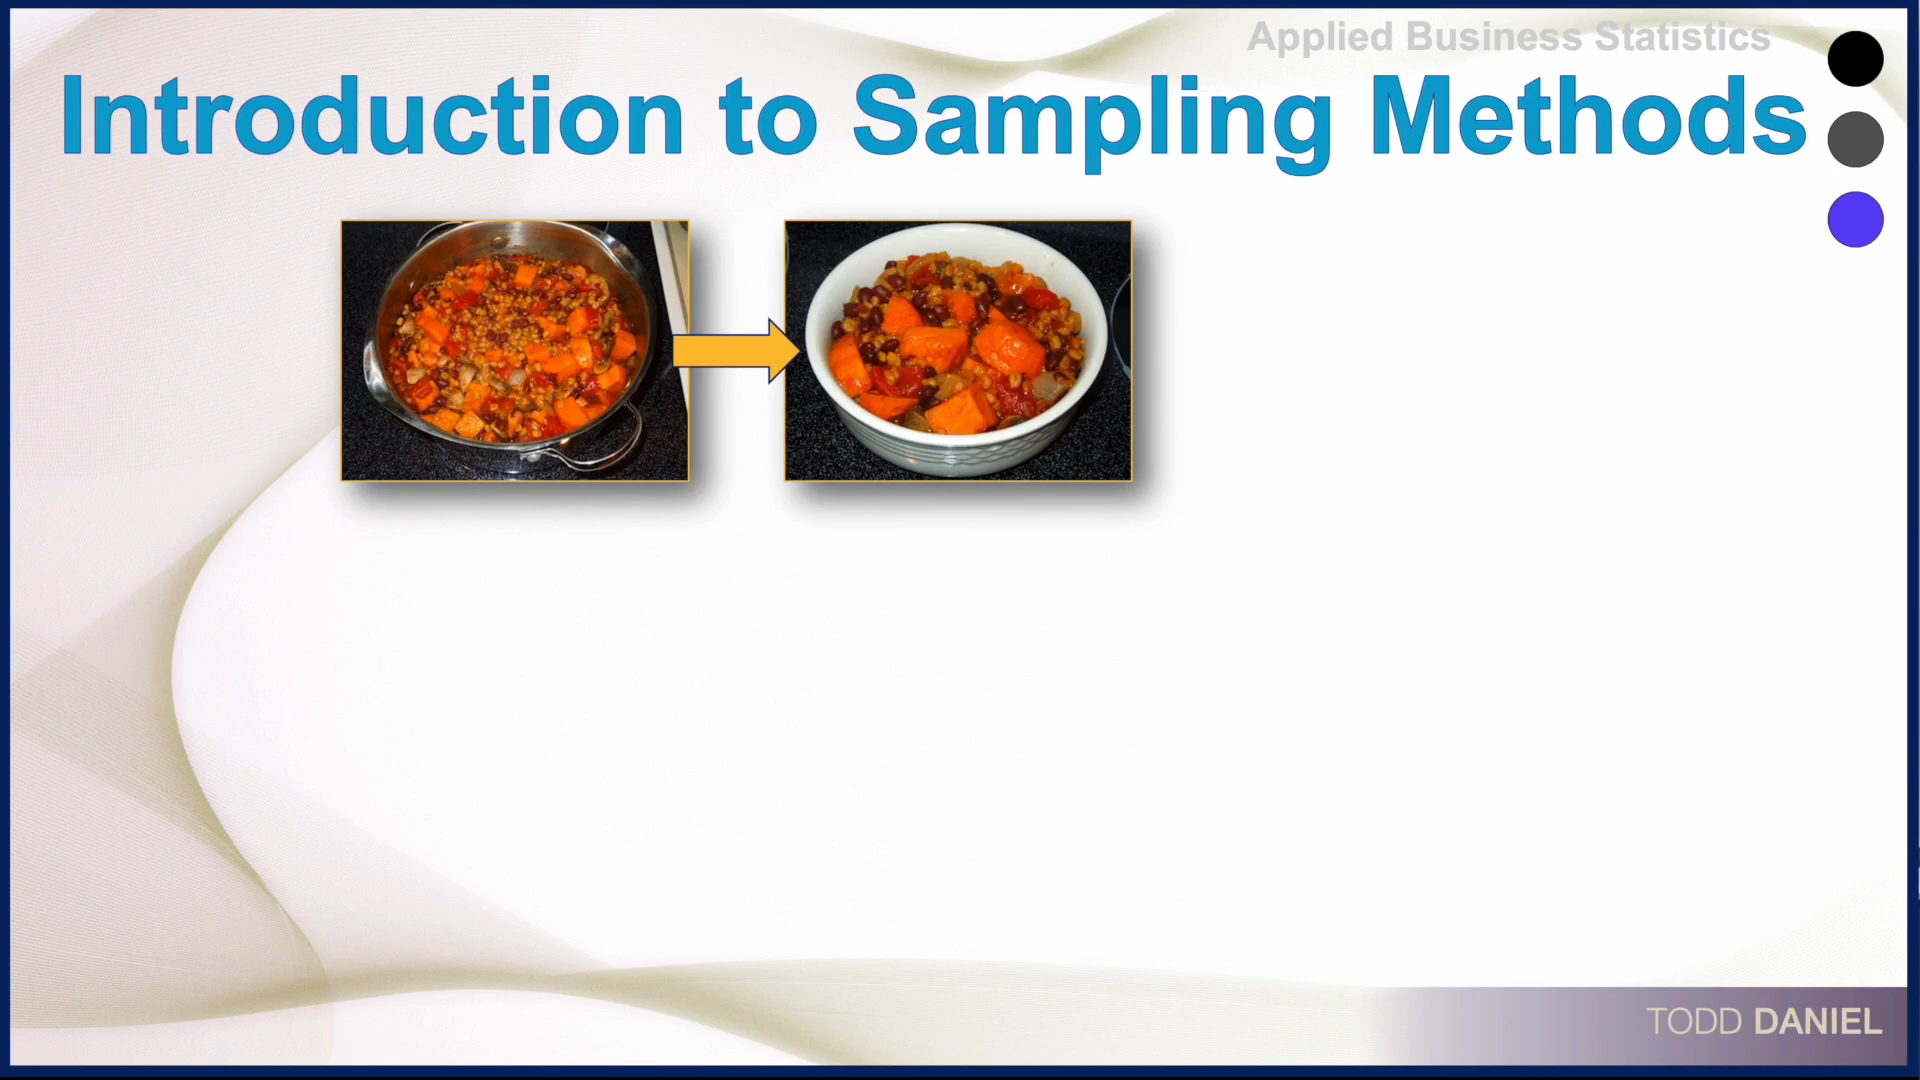 Applied Business Statistics
Introduction to Sampling Methods
TODD DANIEL